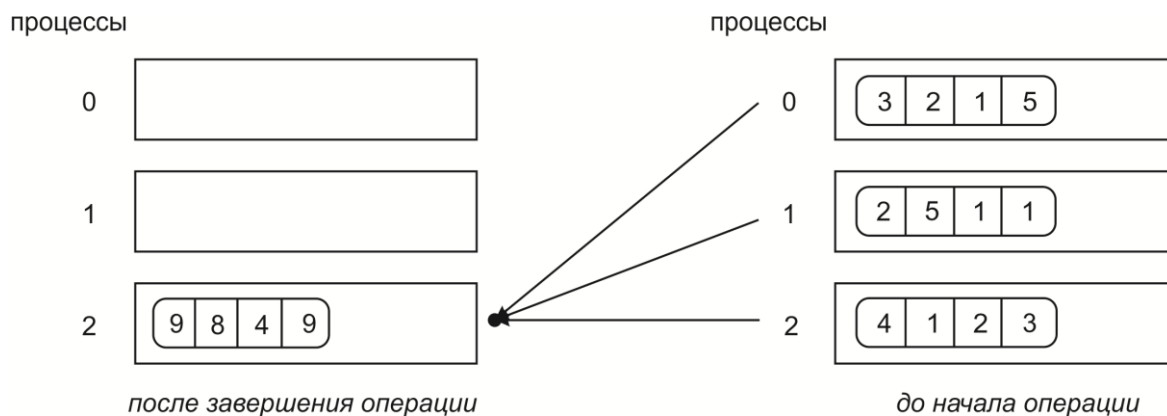 процессы процессы
0 0 3 2 1 5
1 1 2 5 1 1
2 9 8 4 9 2 4 1 2 3
после завершения операции до начала операции